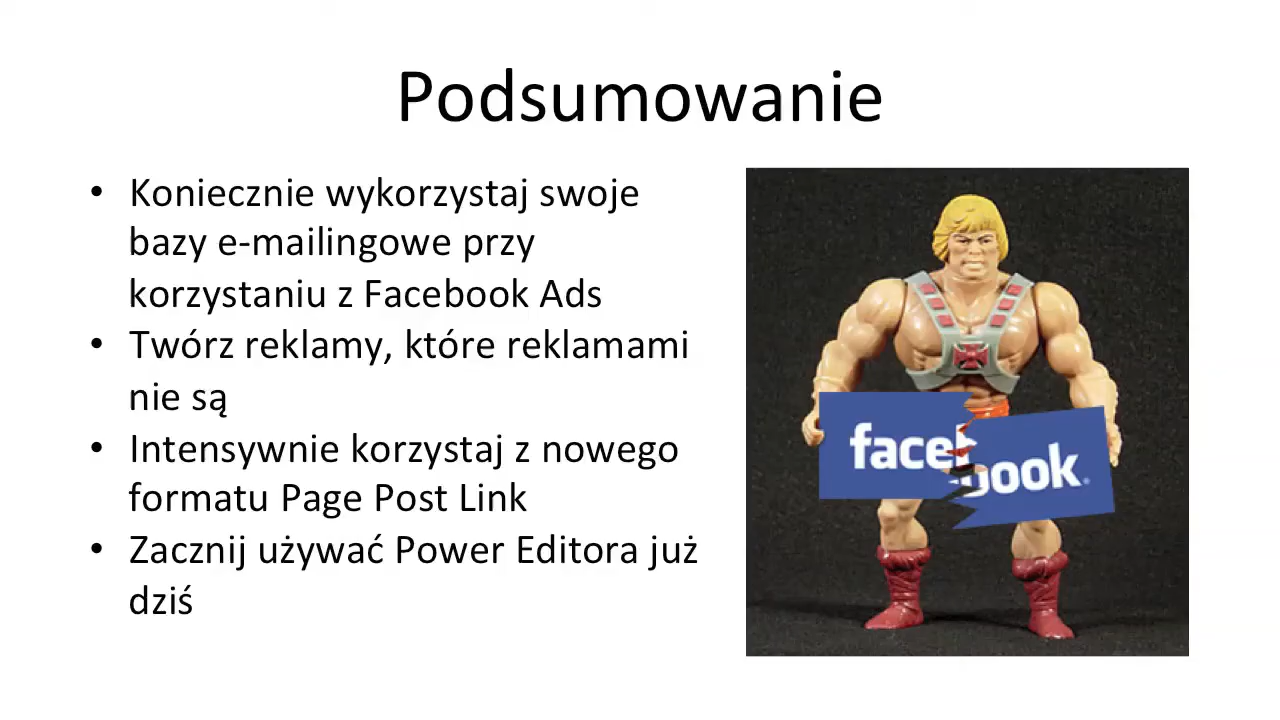 Podsumowanie
• Koniecznie wykorzystaj swoje
bazy e-mailingowe przy
korzystaniu z Facebook Ads
• Twórz reklamy, które reklamami
nie są
• Intensywnie korzystaj z nowego
formatu Page Post Link
• Zacznij używać Power Editora już
dziś
facebook